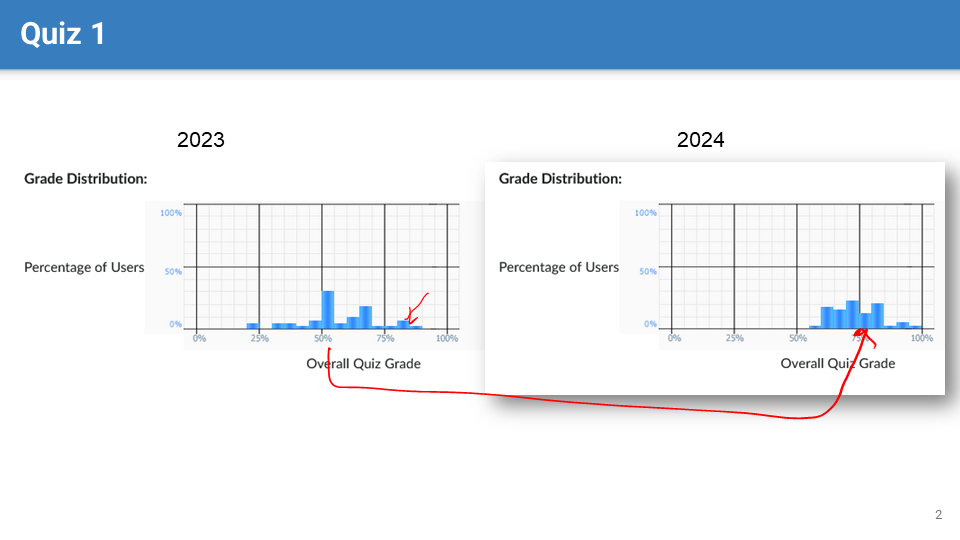 Quiz 1
2023
2024
Grade Distribution:
100%
Percentage of Users
50%
0%
0%
25%
50%
75%
100%
Overall Quiz Grade
Grade Distribution:
100%
Percentage of Users
50%
0%
0%
25%
50%
75%
100%
Overall Quiz Grade
2